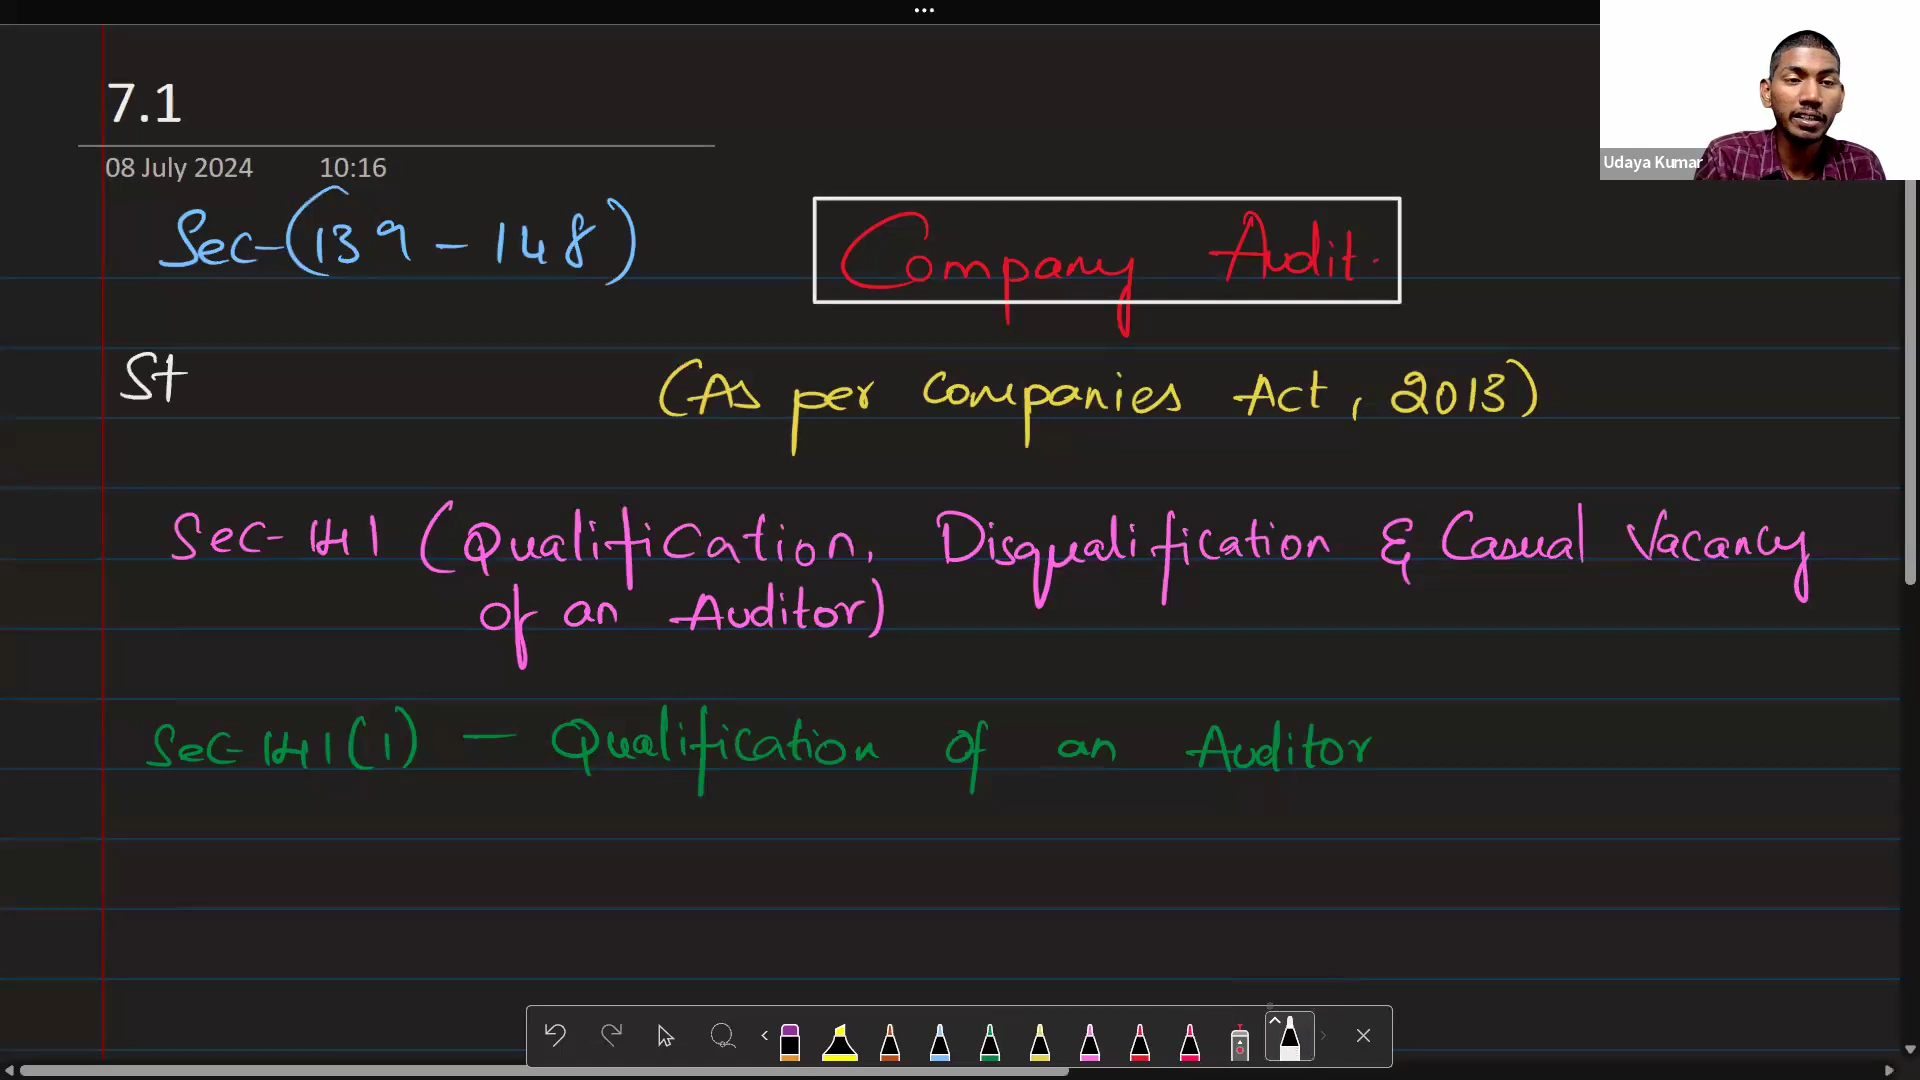 7.1
Udaya Kumar
08 July 2024 10:16
Sec-(139-148)
Company Audit.
St
(As per Companies Act, 2013)
Sec-141 (Qualification, Disqualification & Casual Vacancy
of an Auditor)
Sec-141(1) — Qualification of an Auditor